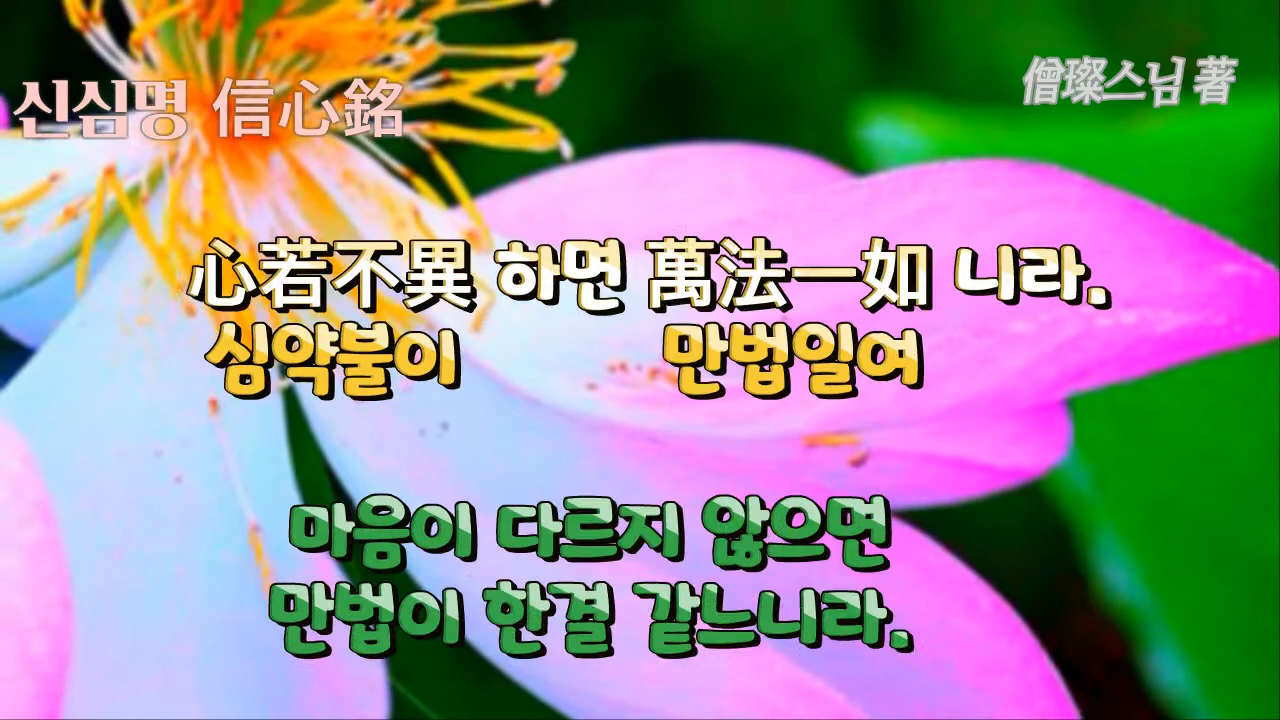 신심명 信心銘
僧璨스님 著
心若不異 하면 萬法一如 니라.
심약불이 만법일여
마음이 다르지 않으면
만법이 한결 같느니라.